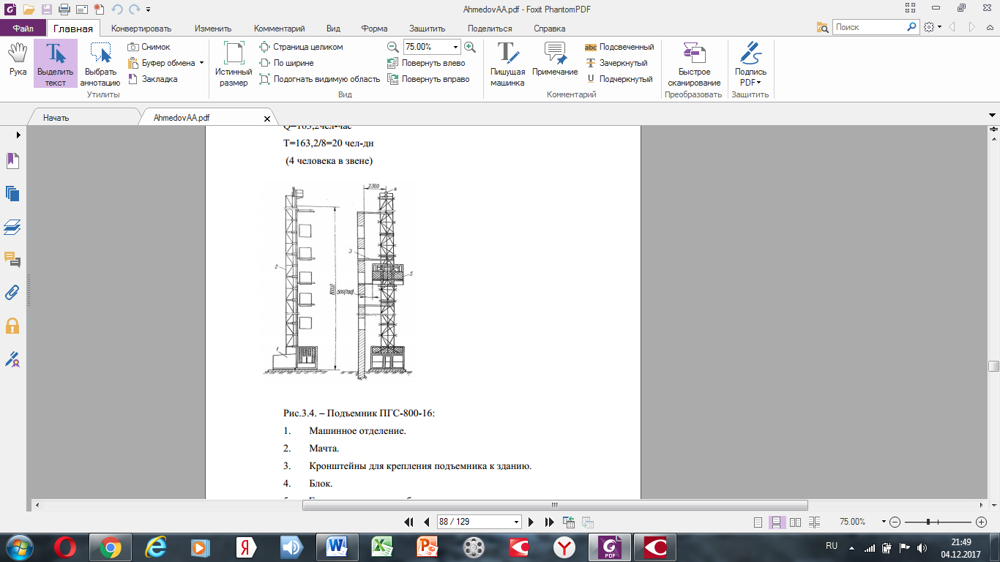 AhmedovAA.pdf - Foxit PhantomPDF
Файл Главная Конвертировать Изменить Комментарий Вид Форма Защитить Поделиться Справка Поиск
Рука
Выделить текст
Выбрать аннотацию
Снимок
Буфер обмена
Закладка
Утилиты
Истинный размер
Страница целиком
По ширине
Подогнать видимую область
75.00%
Повернуть влево
Повернуть вправо
Вид
Пишущая машинка
Примечание
abc Подсвеченный
Зачеркнутый
Подчеркнутый
Комментарий
Быстрое сканирование
Преобразовать
Подпись PDF
Защитить
Начать AhmedovAA.pdf
Q=163,2чел-час
T=163,2/8=20 чел-дн
(4 человека в звене)
2300
3
2
5
500(700)
1
Рис.3.4. – Подъемник ПГС-800-16:
1. Машинное отделение.
2. Мачта.
3. Кронштейны для крепления подъемника к зданию.
4. Блок.
88 / 129 75.00%
RU 21:49
04.12.2017